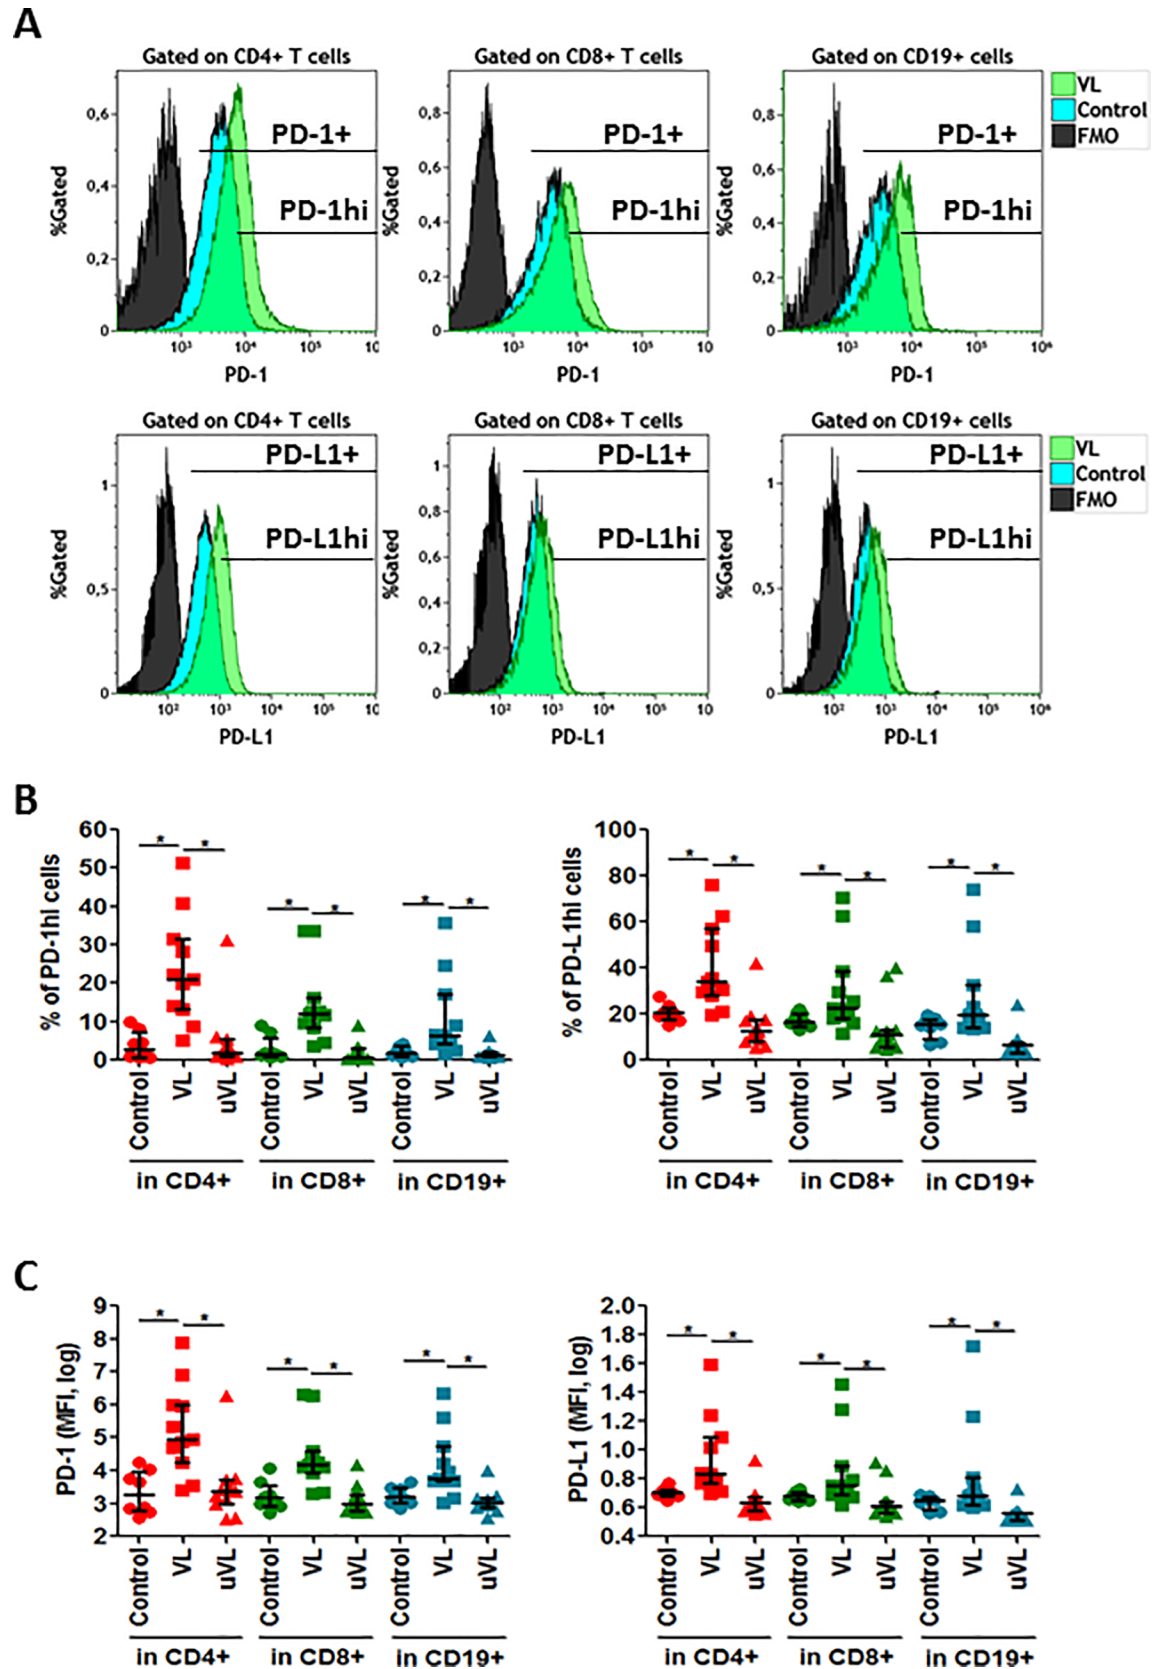 A
Gated on CD4+ T cells
Gated on CD8+ T cells
Gated on CD19+ cells
%Gated
0,6
0,4
0,2
0
PD-1+
PD-1hi
10³ 10⁴ 10⁵ 10
PD-1
%Gated
0,8
0,6
0,4
0,2
0
PD-1+
PD-1hi
10³ 10⁴ 10⁵ 10
PD-1
%Gated
0,8
0,6
0,4
0,2
0
PD-1+
PD-1hi
10³ 10⁴ 10⁵ 10⁶
PD-1
VL
Control
FMO
Gated on CD4+ T cells
Gated on CD8+ T cells
Gated on CD19+ cells
%Gated
1
0,5
0
PD-L1+
PD-L1hi
10² 10³ 10⁴ 10⁵ 10⁶
PD-L1
%Gated
1
0,8
0,6
0,4
0,2
0
PD-L1+
PD-L1hi
10² 10³ 10⁴ 10⁵ 10
PD-L1
%Gated
1
0,5
0
PD-L1+
PD-L1hi
10² 10³ 10⁴ 10⁵ 10⁶
PD-L1
VL
Control
FMO
B
% of PD-1hi cells
60
50
40
30
20
10
0
* * * * * *
Control VL uVL Control VL uVL Control VL uVL
in CD4+ in CD8+ in CD19+
% of PD-L1hi cells
100
80
60
40
20
0
* * * * * *
Control VL uVL Control VL uVL Control VL uVL
in CD4+ in CD8+ in CD19+
C
PD-1 (MFI, log)
9
8
7
6
5
4
3
2
* * * * * *
Control VL uVL Control VL uVL Control VL uVL
in CD4+ in CD8+ in CD19+
PD-L1 (MFI, log)
2.0
1.8
1.6
1.4
1.2
1.0
0.8
0.6
0.4
* * * * * *
Control VL uVL Control VL uVL Control VL uVL
in CD4+ in CD8+ in CD19+